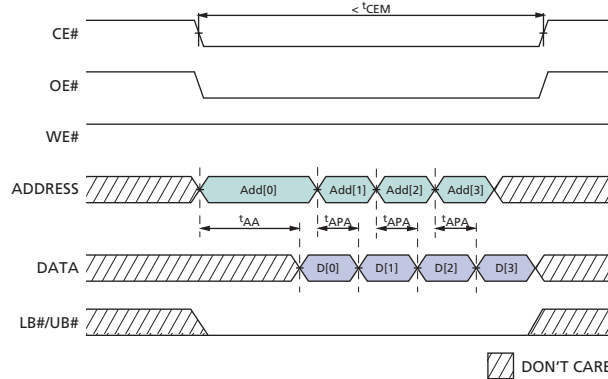 < tCEM
CE#
OE#
WE#
ADDRESS Add[0] Add[1] Add[2] Add[3]
tAA tAPA tAPA tAPA
DATA D[0] D[1] D[2] D[3]
LB#/UB#
DON'T CARE